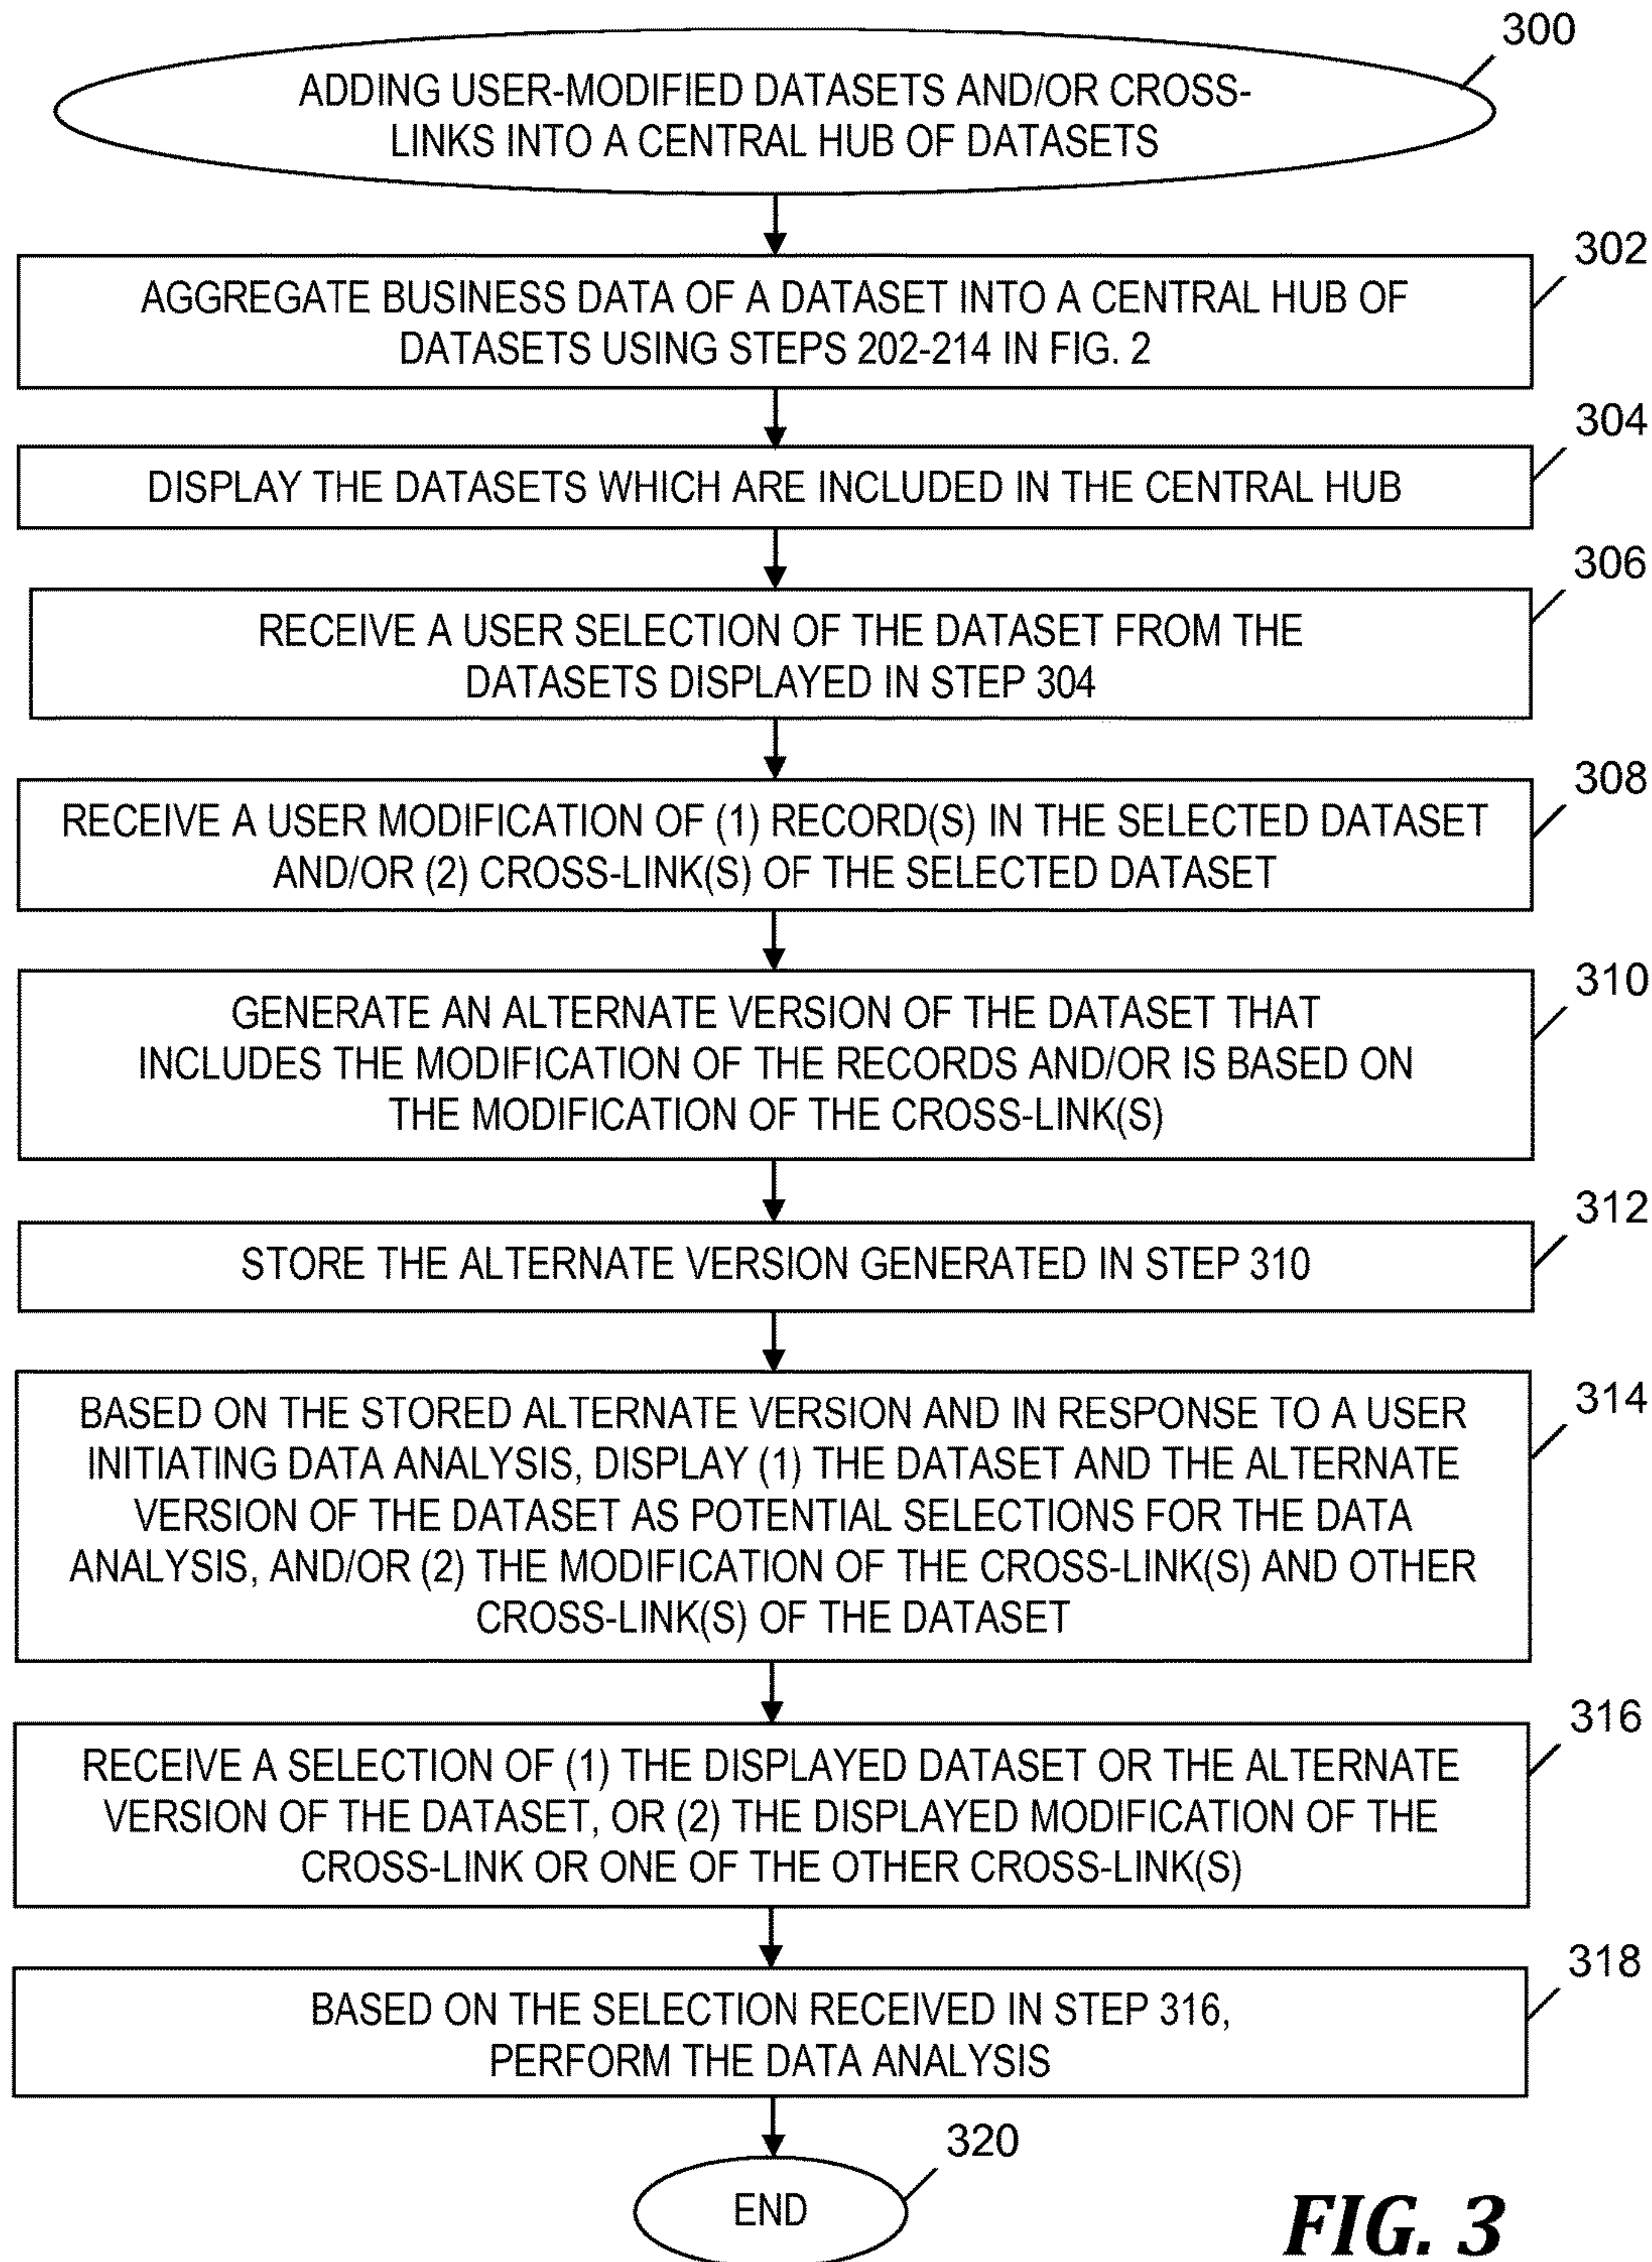 300
ADDING USER-MODIFIED DATASETS AND/OR CROSS-
LINKS INTO A CENTRAL HUB OF DATASETS
302
AGGREGATE BUSINESS DATA OF A DATASET INTO A CENTRAL HUB OF
DATASETS USING STEPS 202-214 IN FIG. 2
304
DISPLAY THE DATASETS WHICH ARE INCLUDED IN THE CENTRAL HUB
306
RECEIVE A USER SELECTION OF THE DATASET FROM THE
DATASETS DISPLAYED IN STEP 304
308
RECEIVE A USER MODIFICATION OF (1) RECORD(S) IN THE SELECTED DATASET
AND/OR (2) CROSS-LINK(S) OF THE SELECTED DATASET
310
GENERATE AN ALTERNATE VERSION OF THE DATASET THAT
INCLUDES THE MODIFICATION OF THE RECORDS AND/OR IS BASED ON
THE MODIFICATION OF THE CROSS-LINK(S)
312
STORE THE ALTERNATE VERSION GENERATED IN STEP 310
314
BASED ON THE STORED ALTERNATE VERSION AND IN RESPONSE TO A USER
INITIATING DATA ANALYSIS, DISPLAY (1) THE DATASET AND THE ALTERNATE
VERSION OF THE DATASET AS POTENTIAL SELECTIONS FOR THE DATA
ANALYSIS, AND/OR (2) THE MODIFICATION OF THE CROSS-LINK(S) AND OTHER
CROSS-LINK(S) OF THE DATASET
316
RECEIVE A SELECTION OF (1) THE DISPLAYED DATASET OR THE ALTERNATE
VERSION OF THE DATASET, OR (2) THE DISPLAYED MODIFICATION OF THE
CROSS-LINK OR ONE OF THE OTHER CROSS-LINK(S)
318
BASED ON THE SELECTION RECEIVED IN STEP 316,
PERFORM THE DATA ANALYSIS
320
END
FIG. 3